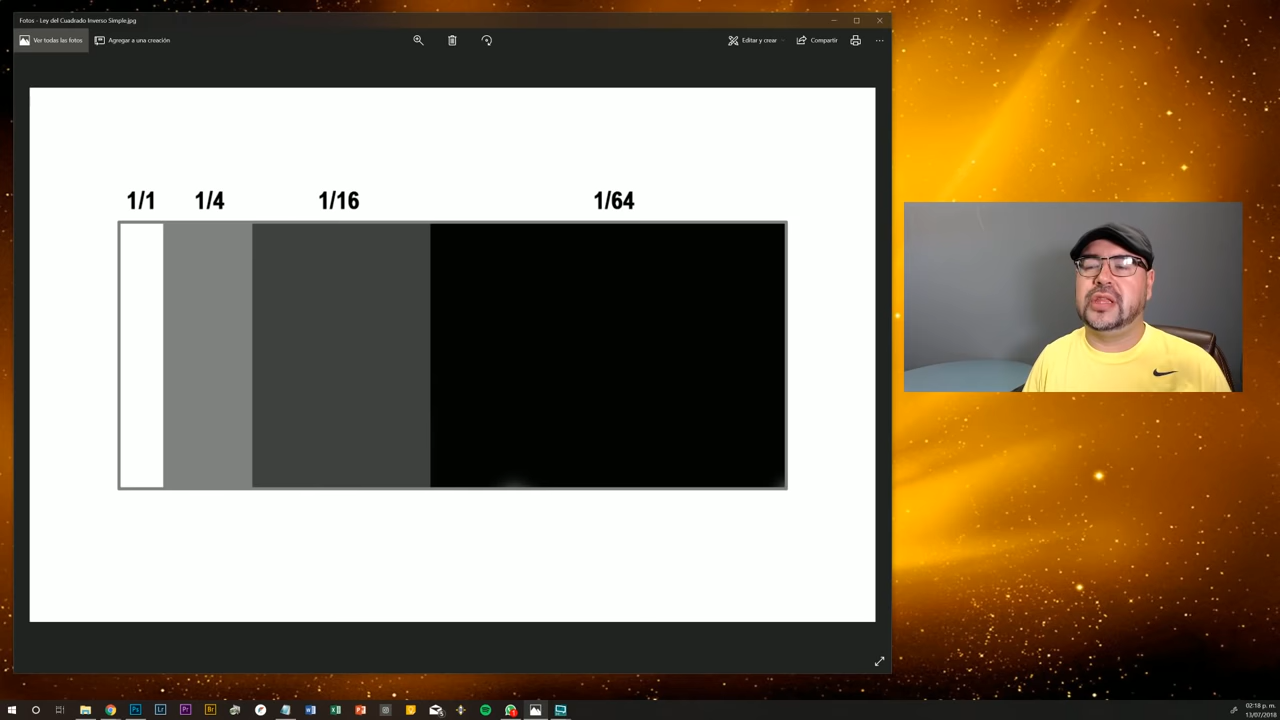 Fotos - Ley del Cuadrado Inverso Simple.jpg
Ver todas las fotos
Agregar a una creación
Editar y crear
Compartir
1/1 1/4 1/16 1/64
02:18 p. m.
13/07/2018